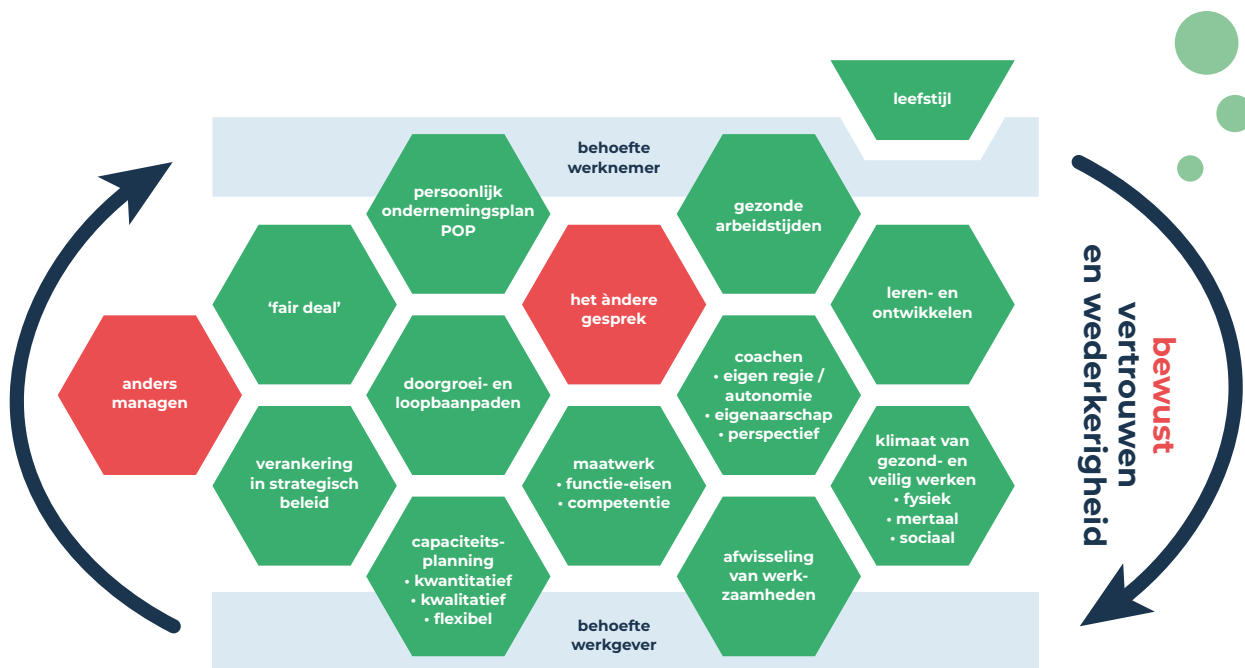 leefstijl
behoefte
werknemer
persoonlijk
ondernemingsplan
POP
gezonde
arbeidstijden
‘fair deal’
het àndere
gesprek
leren- en
ontwikkelen
anders
managen
doorgroei- en
loopbaanpaden
coachen
• eigen regie /
autonomie
• eigenaarschap
• perspectief
verankering
in strategisch
beleid
maatwerk
• functie-eisen
• competentie
klimaat van
gezond- en
veilig werken
• fysiek
• mertaal
• sociaal
capaciteits-
planning
• kwantitatief
• kwalitatief
• flexibel
afwisseling
van werk-
zaamheden
behoefte
werkgever
bewust
vertrouwen
en wederkerigheid